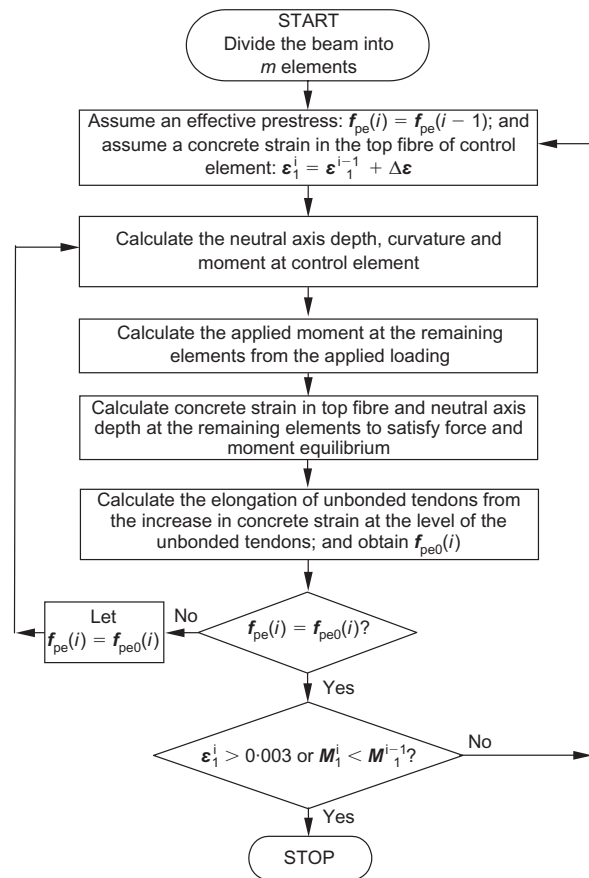 START
Divide the beam into
m elements
Assume an effective prestress: fpe(i) = fpe(i − 1); and
assume a concrete strain in the top fibre of control
element: ε₁ⁱ = ε₁ⁱ⁻¹ + Δε
Calculate the neutral axis depth, curvature and
moment at control element
Calculate the applied moment at the remaining
elements from the applied loading
Calculate concrete strain in top fibre and neutral axis
depth at the remaining elements to satisfy force and
moment equilibrium
Calculate the elongation of unbonded tendons from
the increase in concrete strain at the level of the
unbonded tendons; and obtain fpe0(i)
Let
fpe(i) = fpe0(i)
No
fpe(i) = fpe0(i)?
Yes
ε₁ⁱ > 0·003 or M₁ⁱ < M₁ⁱ⁻¹?
No
Yes
STOP